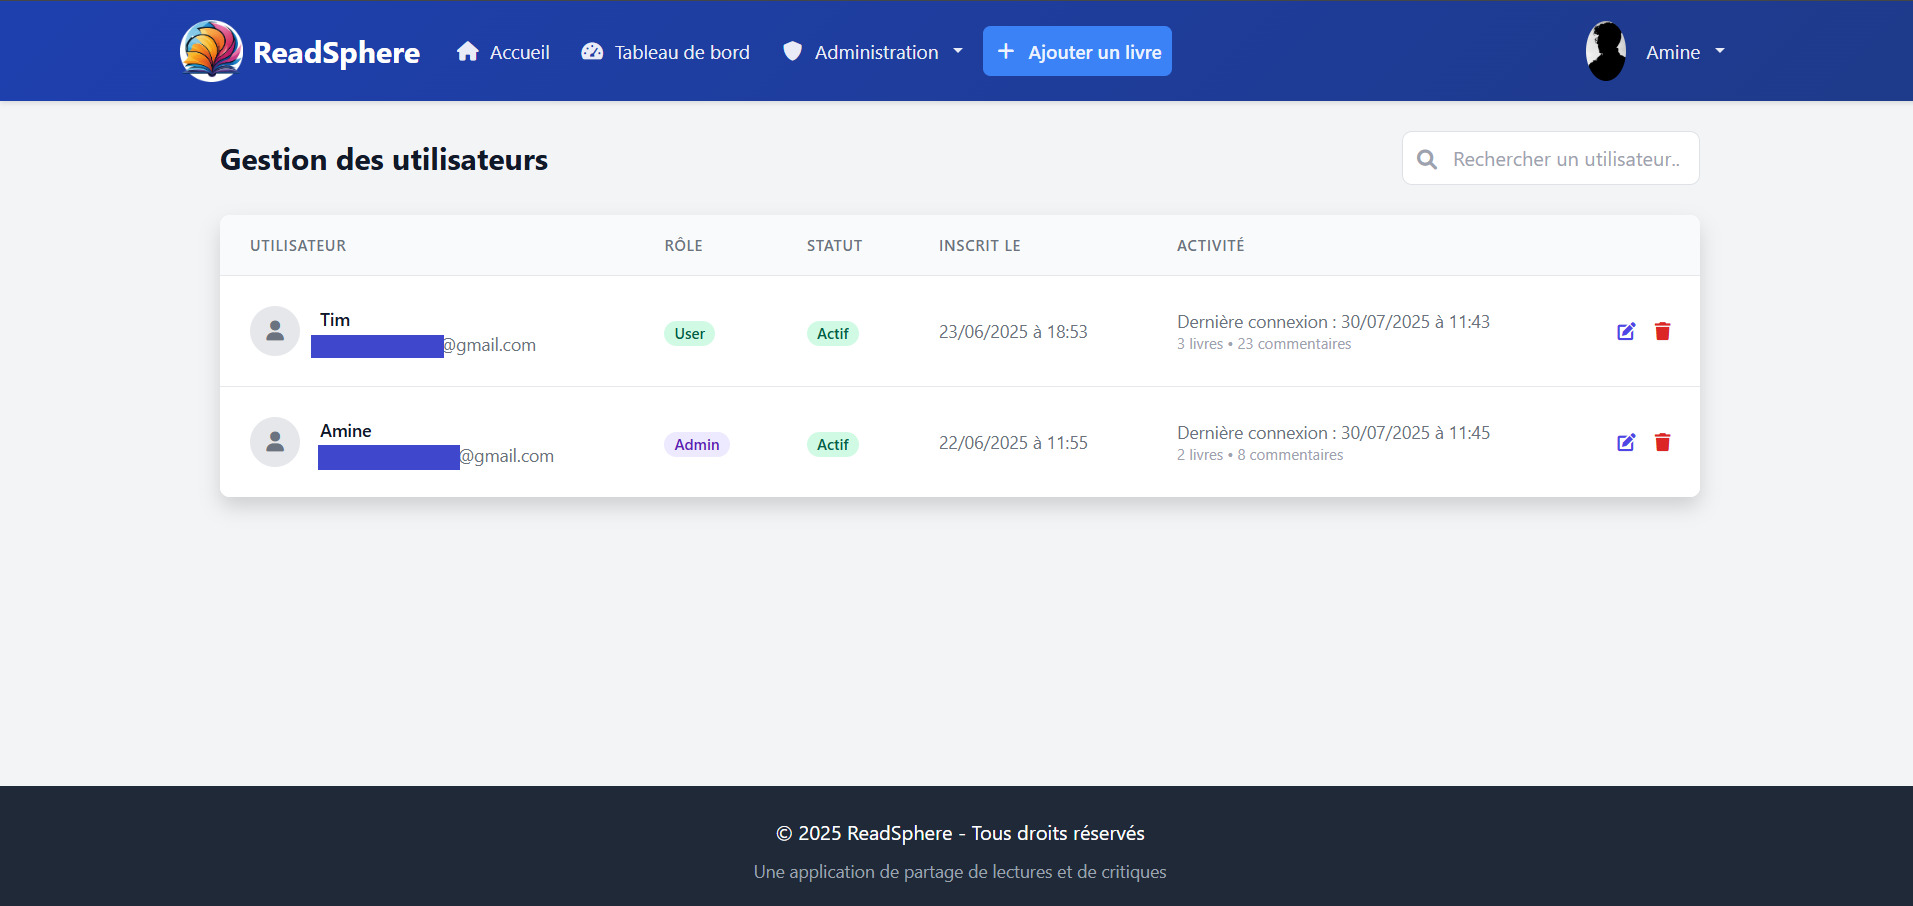 ReadSphere Accueil Tableau de bord Administration Ajouter un livre Amine
Gestion des utilisateurs
Rechercher un utilisateur..
UTILISATEUR RÔLE STATUT INSCRIT LE ACTIVITÉ
Tim
@gmail.com
User
Actif
23/06/2025 à 18:53
Dernière connexion : 30/07/2025 à 11:43
3 livres • 23 commentaires
Amine
@gmail.com
Admin
Actif
22/06/2025 à 11:55
Dernière connexion : 30/07/2025 à 11:45
2 livres • 8 commentaires
© 2025 ReadSphere - Tous droits réservés
Une application de partage de lectures et de critiques